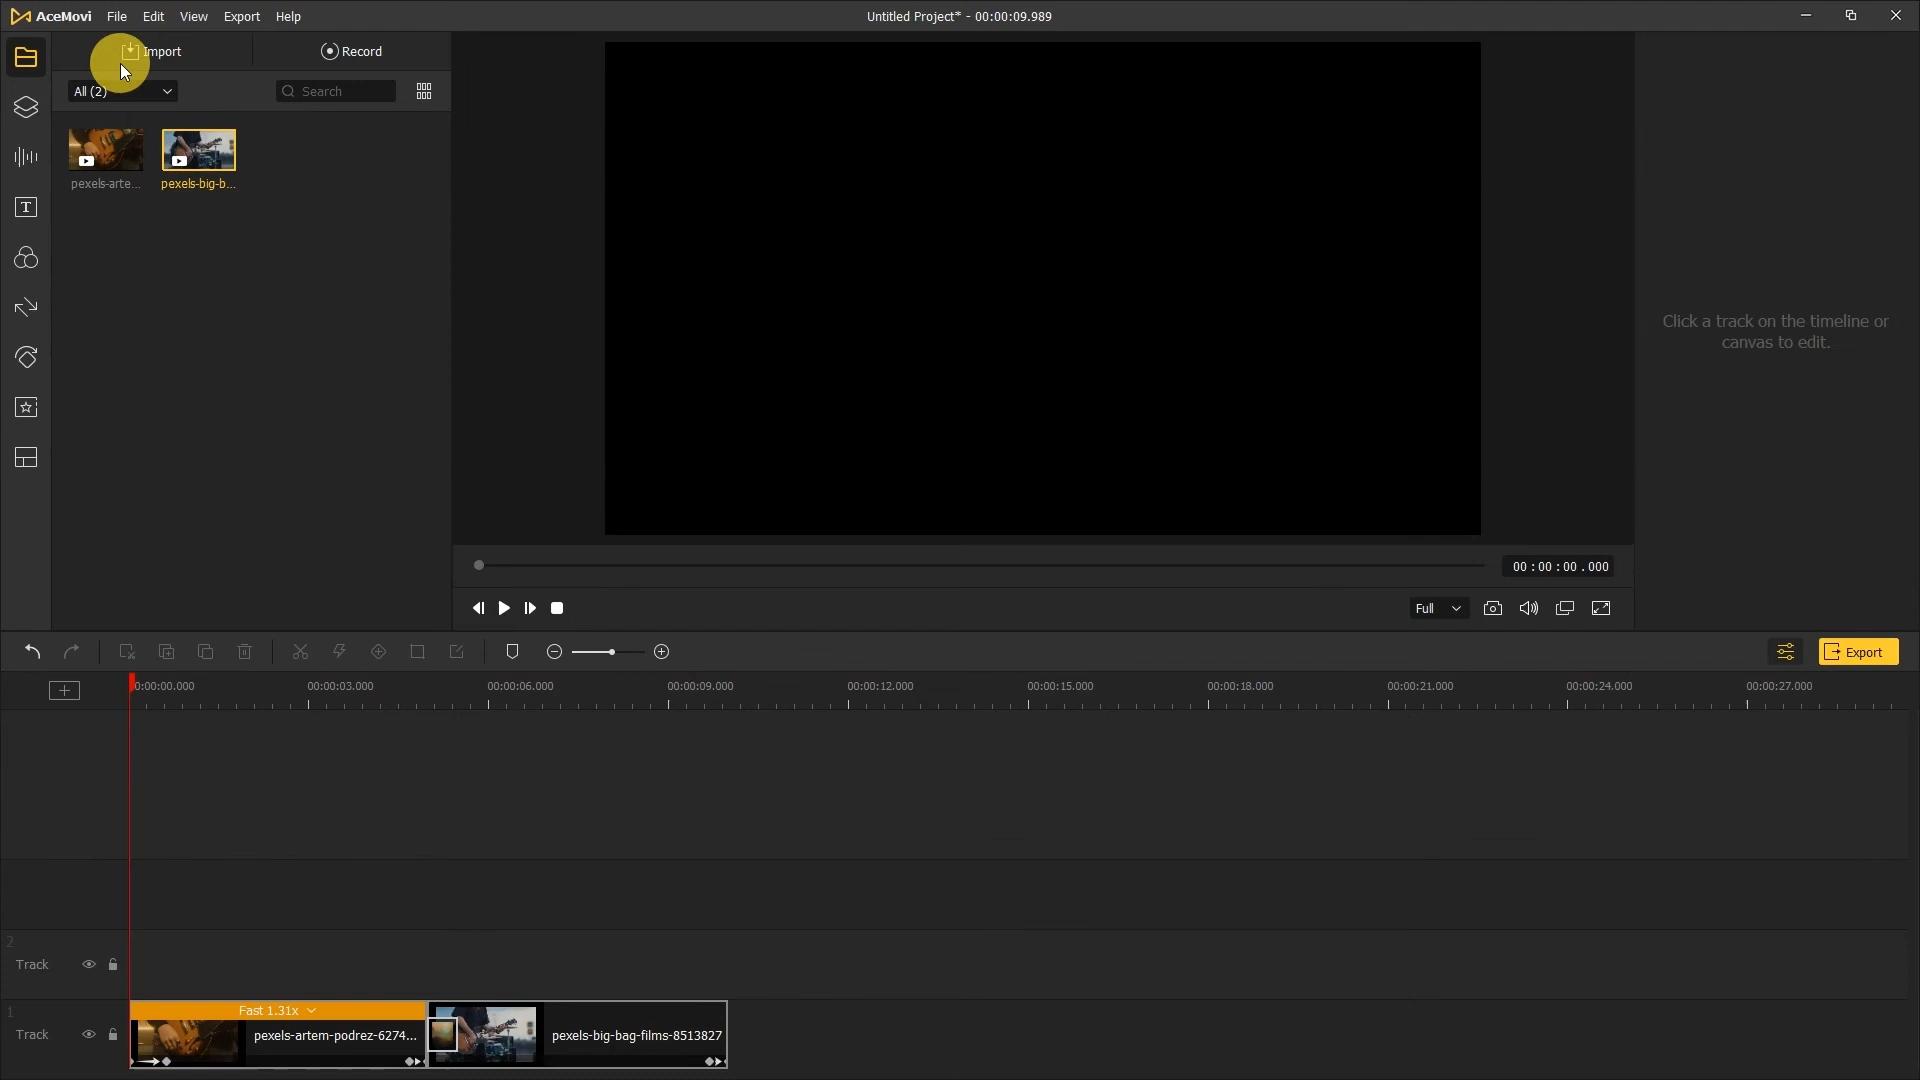 AceMovi File Edit View Export Help
Untitled Project* - 00:00:09.989
Import Record
All (2)
Search
pexels-arte...
pexels-big-b...
Click a track on the timeline or
canvas to edit.
00 : 00 : 00 . 000
Full
Export
0:00:00.000 00:00:03.000 00:00:06.000 00:00:09.000 00:00:12.000 00:00:15.000 00:00:18.000 00:00:21.000 00:00:24.000 00:00:27.000
2
Track
1
Track
Fast 1.31x
pexels-artem-podrez-6274...
pexels-big-bag-films-8513827